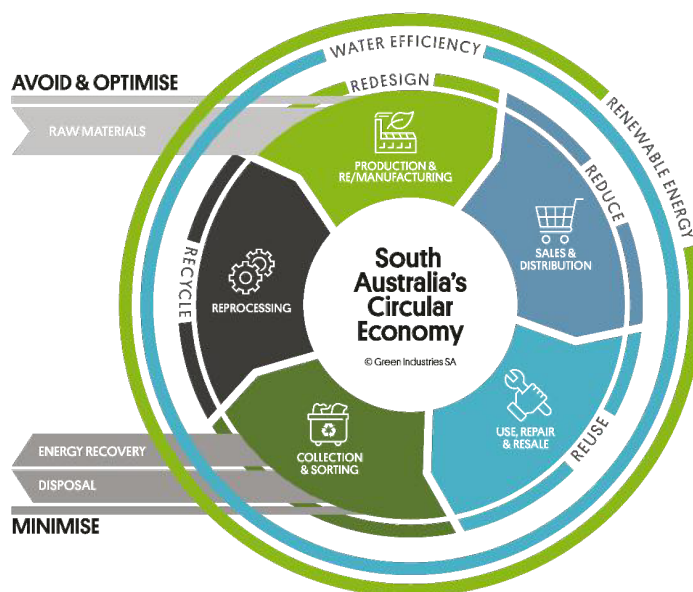 WATER EFFICIENCY
REDESIGN
AVOID & OPTIMISE
RAW MATERIALS
RENEWABLE ENERGY
PRODUCTION &
RE/MANUFACTURING
REDUCE
SALES &
DISTRIBUTION
RECYCLE
REPROCESSING
South
Australia's
Circular
Economy
© Green Industries SA
USE, REPAIR
& RESALE
REUSE
COLLECTION
& SORTING
ENERGY RECOVERY
DISPOSAL
MINIMISE